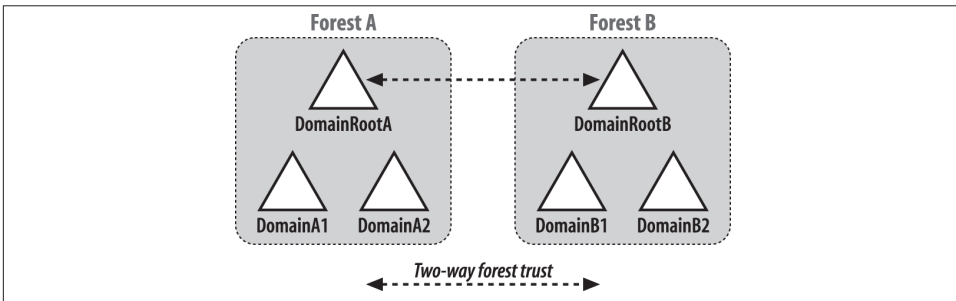 Forest A
Forest B
DomainRootA
DomainRootB
DomainA1
DomainA2
DomainB1
DomainB2
Two-way forest trust